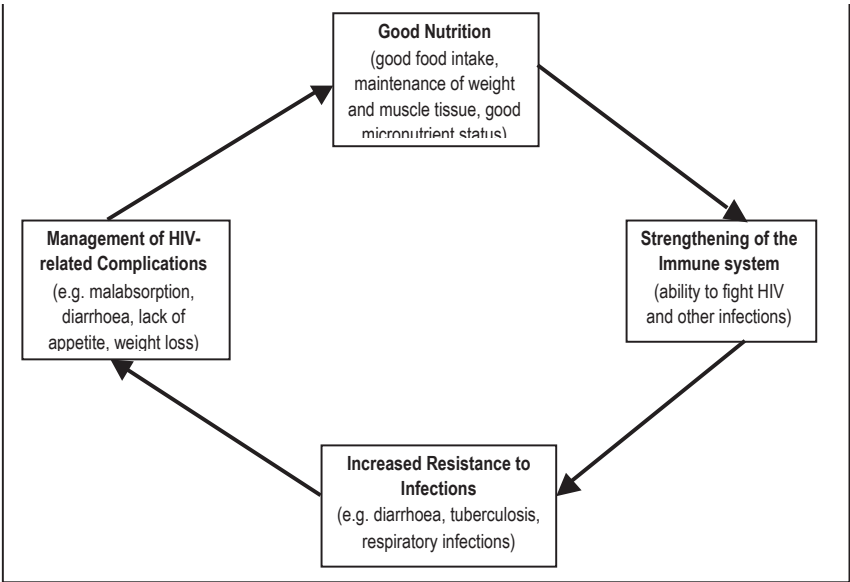 Good Nutrition
(good food intake,
maintenance of weight
and muscle tissue, good
micronutrient status)
Management of HIV-
related Complications
(e.g. malabsorption,
diarrhoea, lack of
appetite, weight loss)
Strengthening of the
Immune system
(ability to fight HIV
and other infections)
Increased Resistance to
Infections
(e.g. diarrhoea, tuberculosis,
respiratory infections)